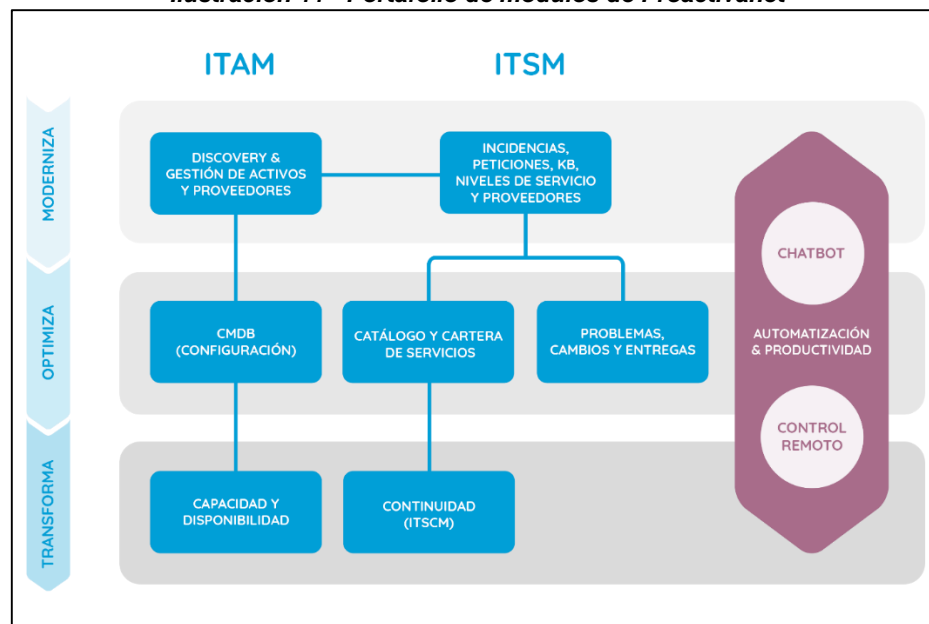 ITAM
ITSM
MODERNIZA
DISCOVERY &
GESTIÓN DE ACTIVOS
Y PROVEEDORES
INCIDENCIAS,
PETICIONES, KB,
NIVELES DE SERVICIO
Y PROVEEDORES
CHATBOT
OPTIMIZA
CMDB
(CONFIGURACIÓN)
CATÁLOGO Y CARTERA
DE SERVICIOS
PROBLEMAS,
CAMBIOS Y ENTREGAS
AUTOMATIZACIÓN
& PRODUCTIVIDAD
CONTROL
REMOTO
TRANSFORMA
CAPACIDAD Y
DISPONIBILIDAD
CONTINUIDAD
(ITSCM)